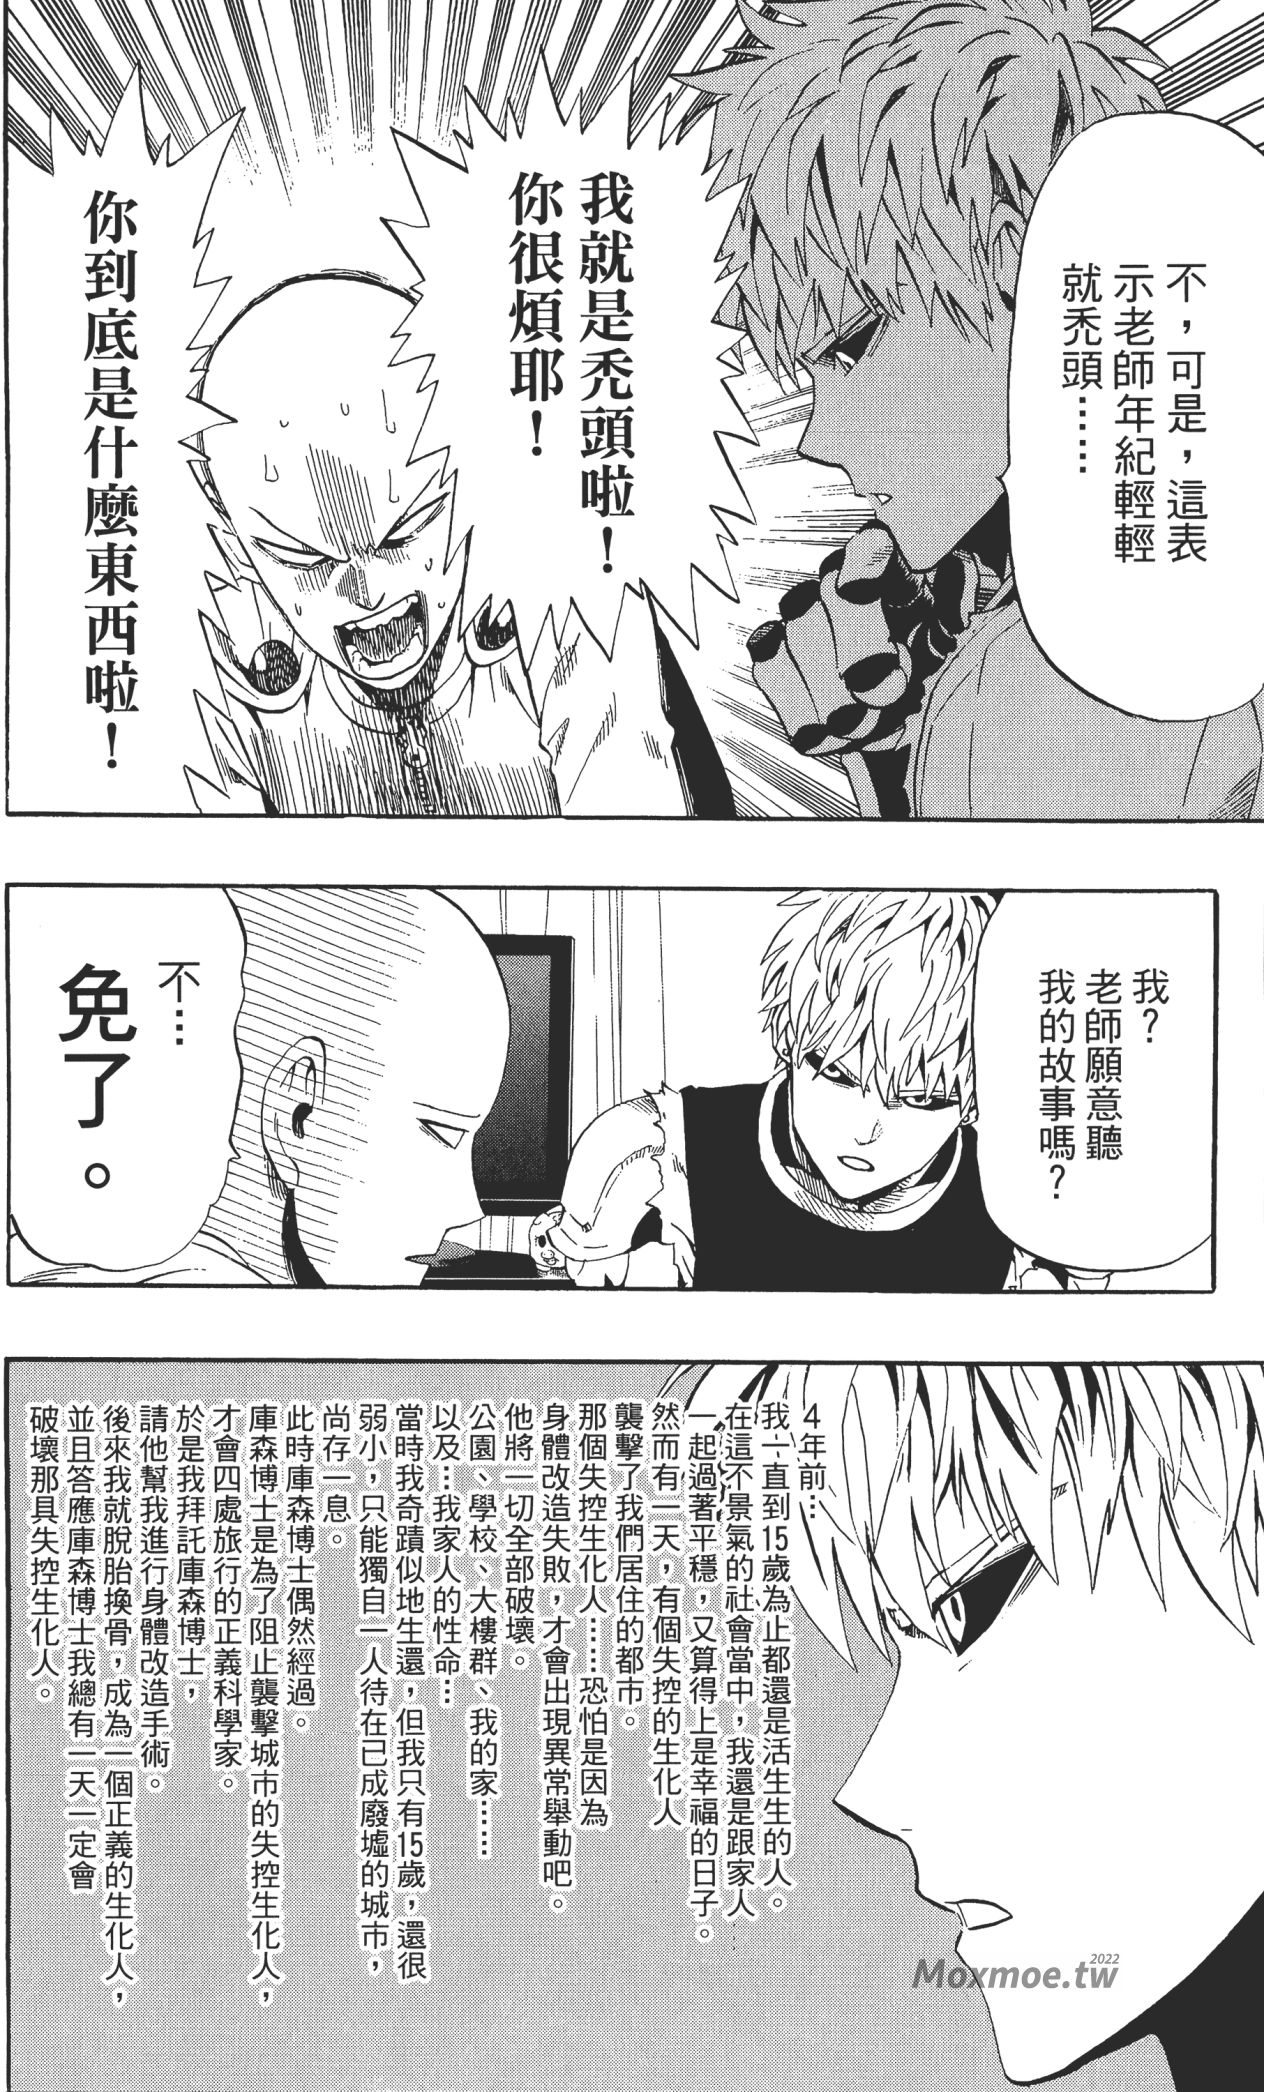 不，可是，這表
示老師年紀輕輕
就禿頭……
我就是禿頭啦！
你很煩耶！
你到底是什麼東西啦！
我？
老師願意聽
我的故事嗎？
不…
免了。
4年前…
我一直到15歲為止都還是活生生的人。
在這不景氣的社會當中，我還是跟家人
一起過著平穩，又算得上是幸福的日子。
然而有一天，有個失控的生化人
襲擊了我們居住的都市。
那個失控生化人……恐怕是因為
身體改造失敗，才會出現異常舉動吧。
他將一切全部破壞。
公園、學校、大樓群、我的家……
以及…我家人的性命…
當時我奇蹟似地生還，但我只有15歲，還很
弱小，只能獨自一人待在已成廢墟的城市，
尚存一息。
此時庫森博士偶然經過。
庫森博士是為了阻止襲擊城市的失控生化人，
才會四處旅行的正義科學家。
於是我拜託庫森博士，
請他幫我進行身體改造手術。
後來我就脫胎換骨，成為一個正義的生化人，
並且答應庫森博士我總有一天一定會
破壞那具失控生化人。
2022
Moxmoe.tw